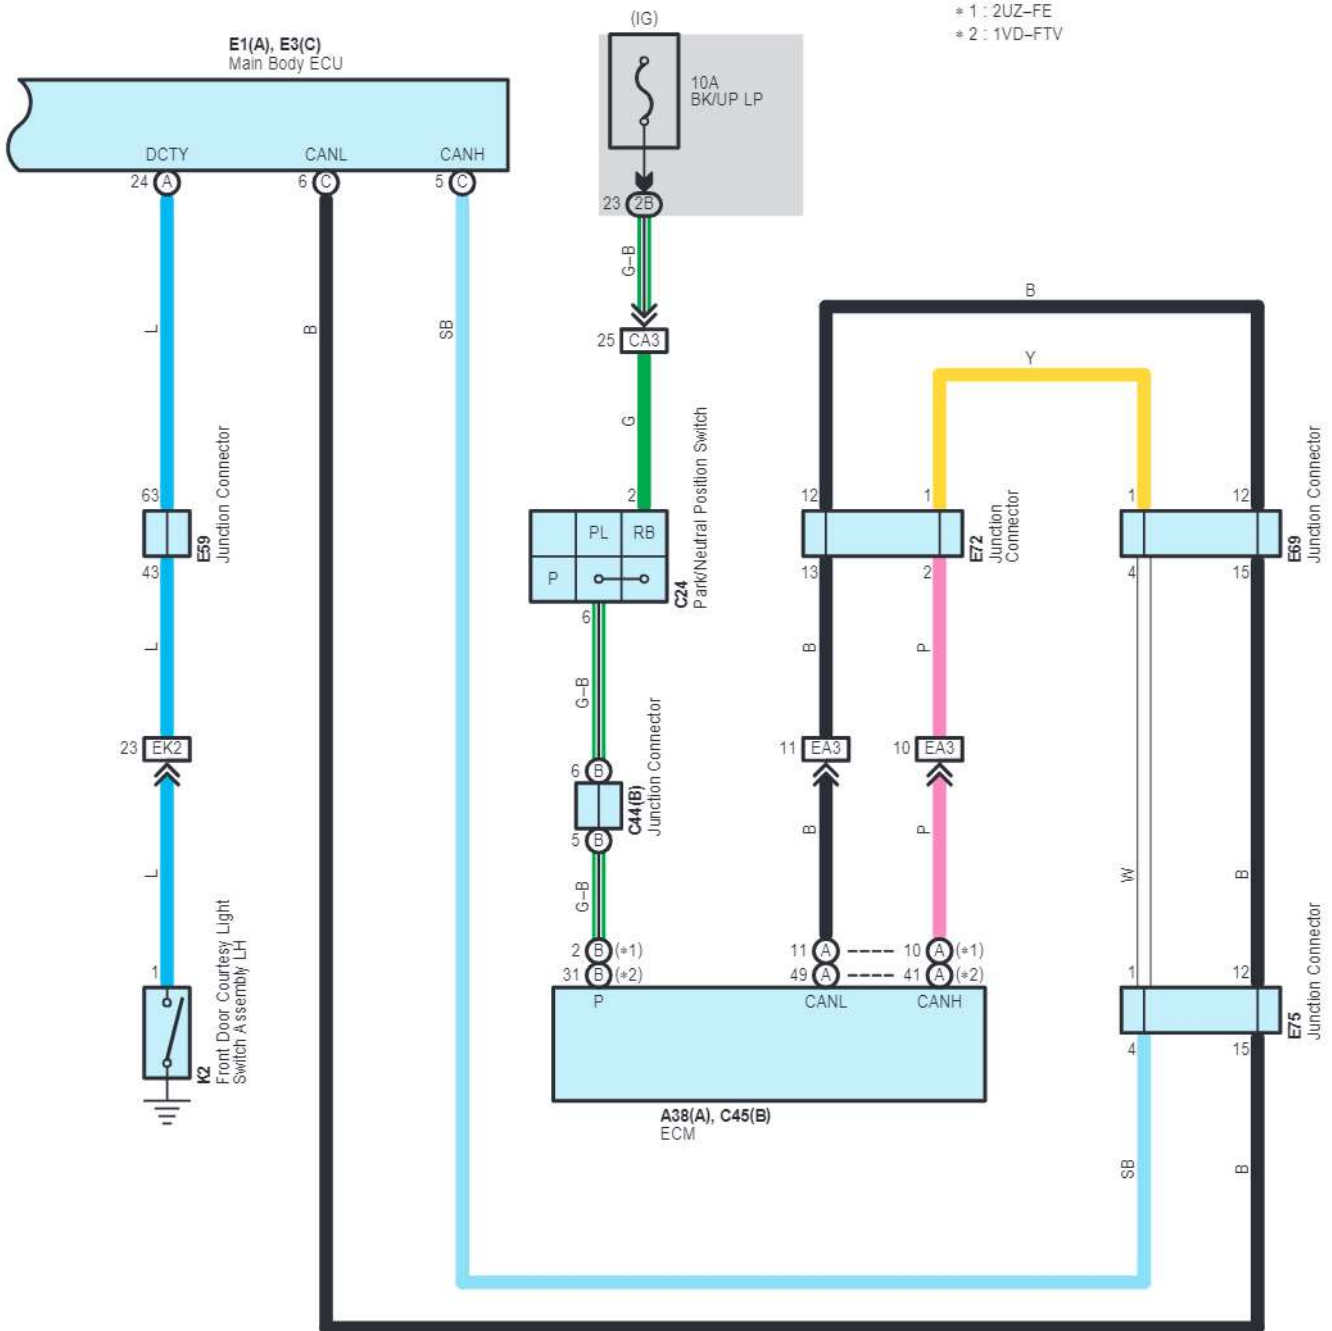 ∗ 1 : 2UZ–FE
∗ 2 : 1VD–FTV
(IG)
E1(A), E3(C)
Main Body ECU
10A
BK/UP LP
DCTY
CANL
CANH
24 A
6 C
5 C
23 2B
G–B
B
L
B
SB
25 CA3
Y
G
63
E59
Junction Connector
43
2
PL RB
P
C24
Park/Neutral Position Switch
6
12
1
E72
Junction
Connector
13
2
1
12
E69
Junction Connector
4
15
L
G–B
B
P
23 EK2
11 EA3
10 EA3
6 B
C44(B)
Junction Connector
5 B
L
G–B
B
P
W
B
2 B (∗1)
31 B (∗2)
11 A
10 A (∗1)
49 A
41 A (∗2)
P
CANL
CANH
A38(A), C45(B)
ECM
1
K2
Front Door Courtesy Light
Switch Assembly LH
1
12
E75
Junction Connector
4
15
SB
B